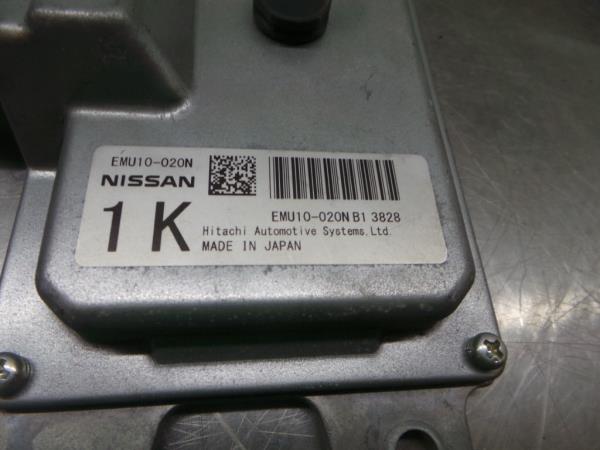 EMU10-020N
NISSAN
1K
EMU10-020N B1 3828
Hitachi Automotive Systems,Ltd.
MADE IN JAPAN